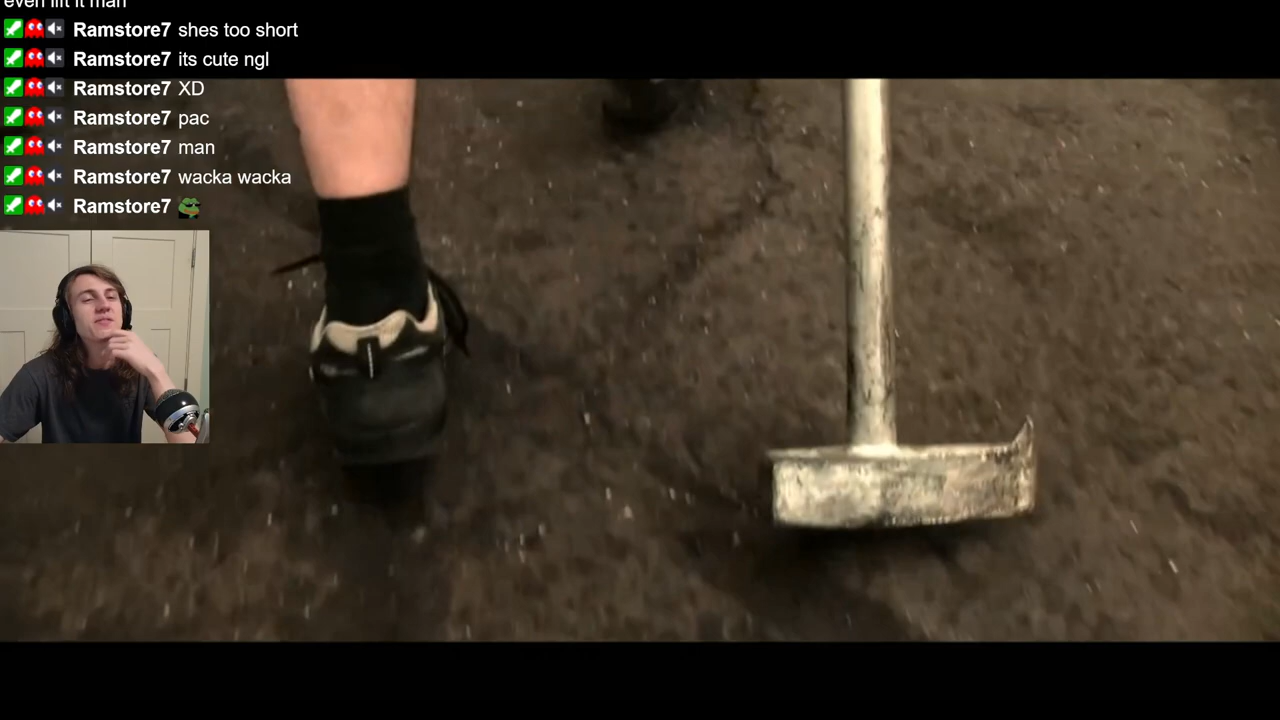 even lift it man
Ramstore7 shes too short
Ramstore7 its cute ngl
Ramstore7 XD
Ramstore7 pac
Ramstore7 man
Ramstore7 wacka wacka
Ramstore7